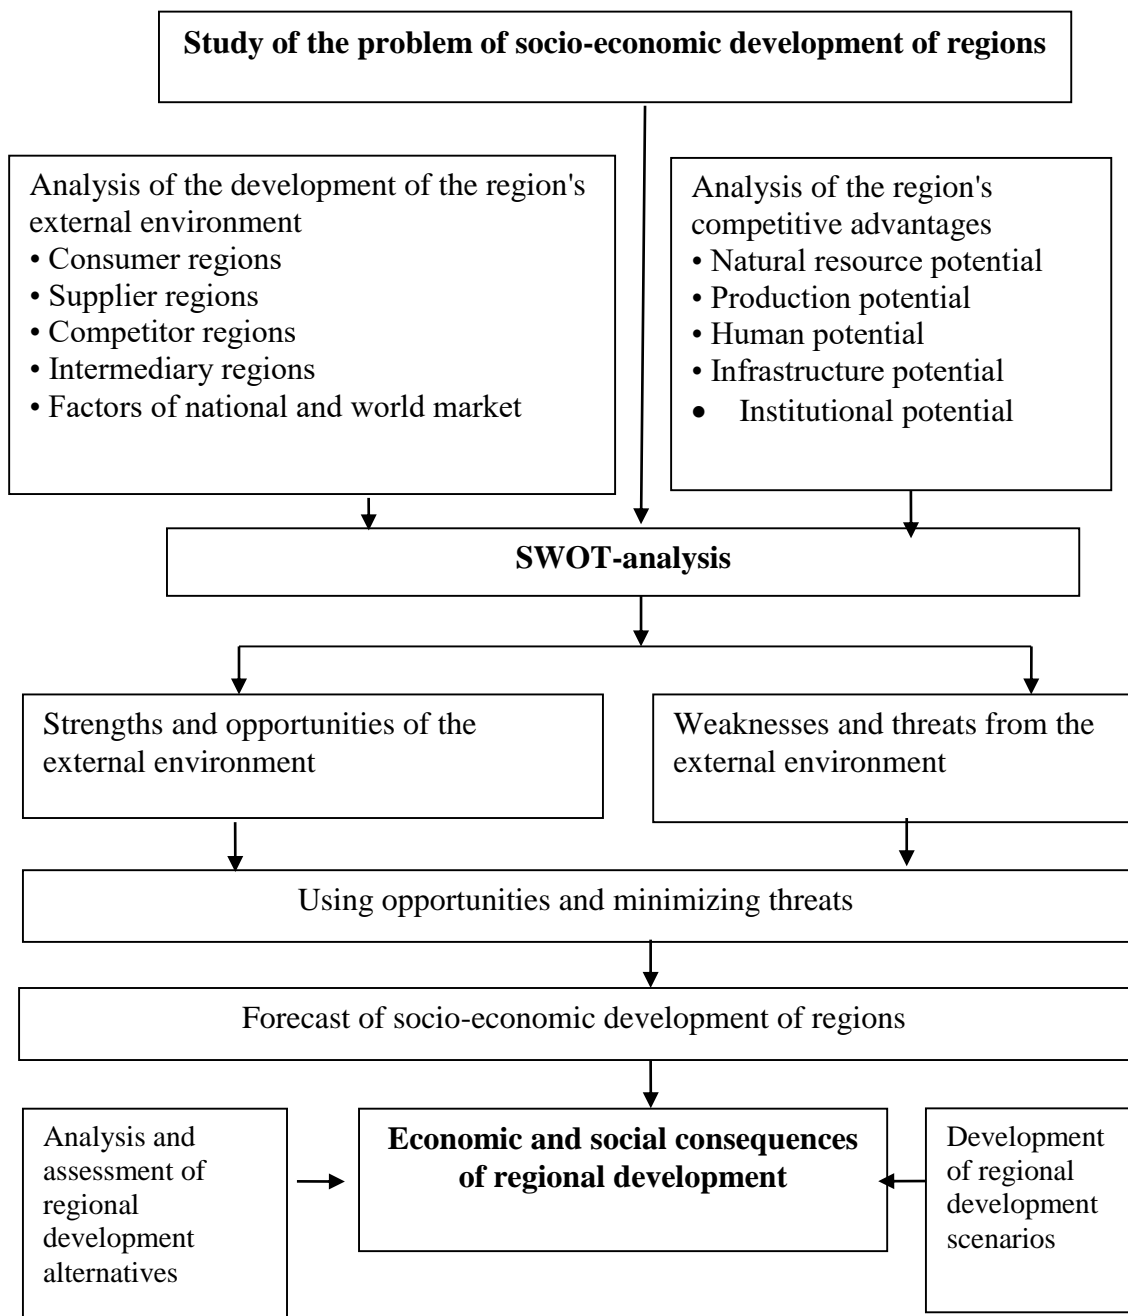 Study of the problem of socio-economic development of regions
Analysis of the development of the region's
external environment
• Consumer regions
• Supplier regions
• Competitor regions
• Intermediary regions
• Factors of national and world market
Analysis of the region's
competitive advantages
• Natural resource potential
• Production potential
• Human potential
• Infrastructure potential
• Institutional potential
SWOT-analysis
Strengths and opportunities of the
external environment
Weaknesses and threats from the
external environment
Using opportunities and minimizing threats
Forecast of socio-economic development of regions
Analysis and
assessment of
regional
development
alternatives
Economic and social consequences
of regional development
Development
of regional
development
scenarios